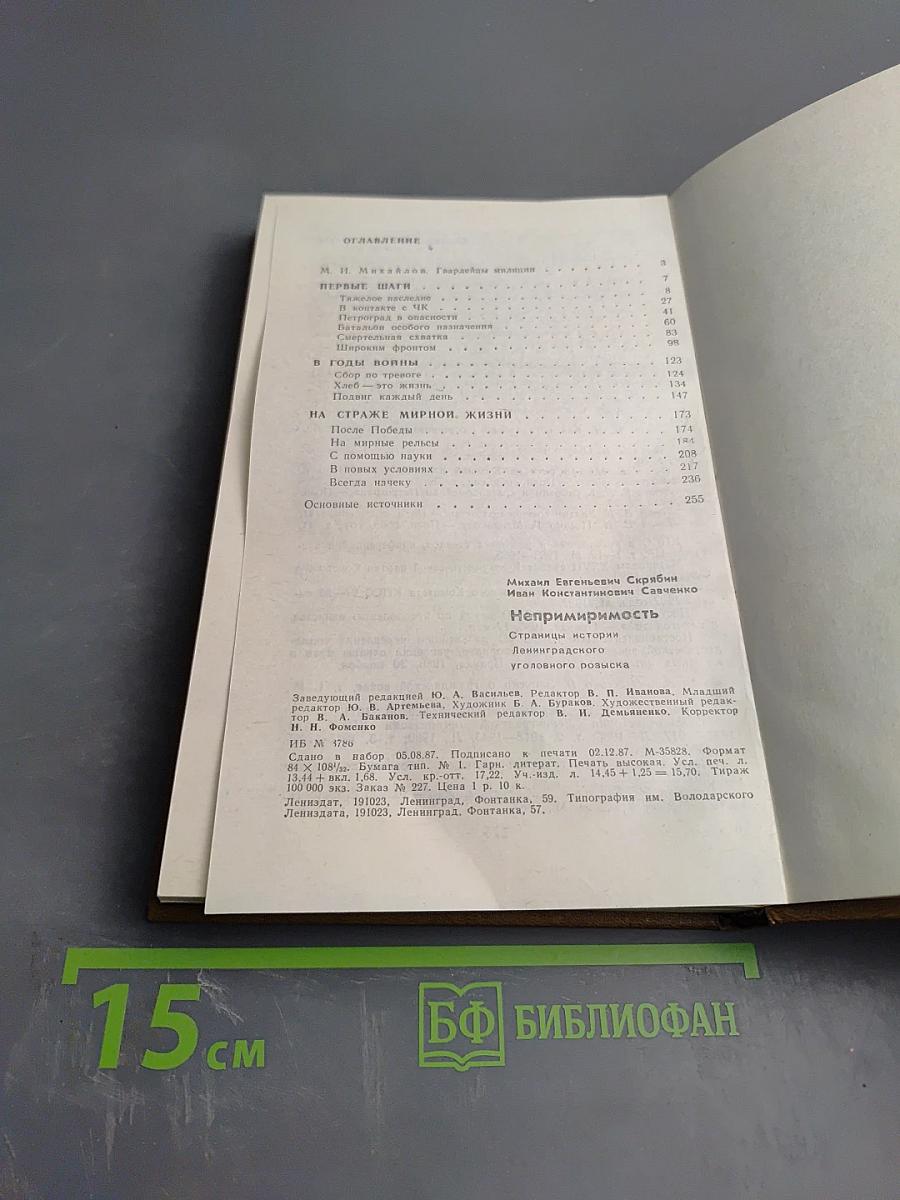 ОГЛАВЛЕНИЕ
М. И. Михайлов. Гвардейцы милиции . . . . . . . 3
ПЕРВЫЕ ШАГИ . . . . . . . . . . 7
Тяжелое наследие . . . . . . . . . . 8
В контакте с ЧК . . . . . . . . . . 27
Петроград в опасности . . . . . . . . . . 41
Батальон особого назначения . . . . . . . . . . 60
Смертельная схватка . . . . . . . . . . 83
Широким фронтом . . . . . . . . . . 98
В ГОДЫ ВОЙНЫ . . . . . . . . . . 123
Сбор по тревоге . . . . . . . . . . 124
Хлеб — это жизнь . . . . . . . . . . 134
Подвиг каждый день . . . . . . . . . . 147
НА СТРАЖЕ МИРНОЙ ЖИЗНИ . . . . . . . . . . 173
После Победы . . . . . . . . . . 174
На мирные рельсы . . . . . . . . . . 184
С помощью науки . . . . . . . . . . 208
В новых условиях . . . . . . . . . . 217
Всегда начеку . . . . . . . . . . 236
Основные источники . . . . . . . . . . 255
Михаил Евгеньевич Скрябин
Иван Константинович Савченко
Непримиримость
Страницы истории
Ленинградского
уголовного розыска
Заведующий редакцией Ю. А. Васильев. Редактор В. П. Иванова. Младший
редактор Ю. В. Артемьева. Художник Б. А. Бураков. Художественный редак-
тор В. А. Баканов. Технический редактор В. И. Демьяненко. Корректор
Н. Н. Фоменко
ИБ № 3786
Сдано в набор 05.08.87. Подписано к печати 02.12.87. М-35828. Формат
84 × 108¹/₃₂. Бумага тип. № 1. Гарн. литерат. Печать высокая. Усл. печ. л.
13,44 + вкл. 1,68. Усл. кр.-отт. 17,22. Уч.-изд. л. 14,45 + 1,25 = 15,70. Тираж
100 000 экз. Заказ № 227. Цена 1 р. 10 к.
Лениздат, 191023, Ленинград, Фонтанка, 59. Типография им. Володарского
Лениздата, 191023, Ленинград, Фонтанка, 57.
15 см
БФ БИБЛИОФАН